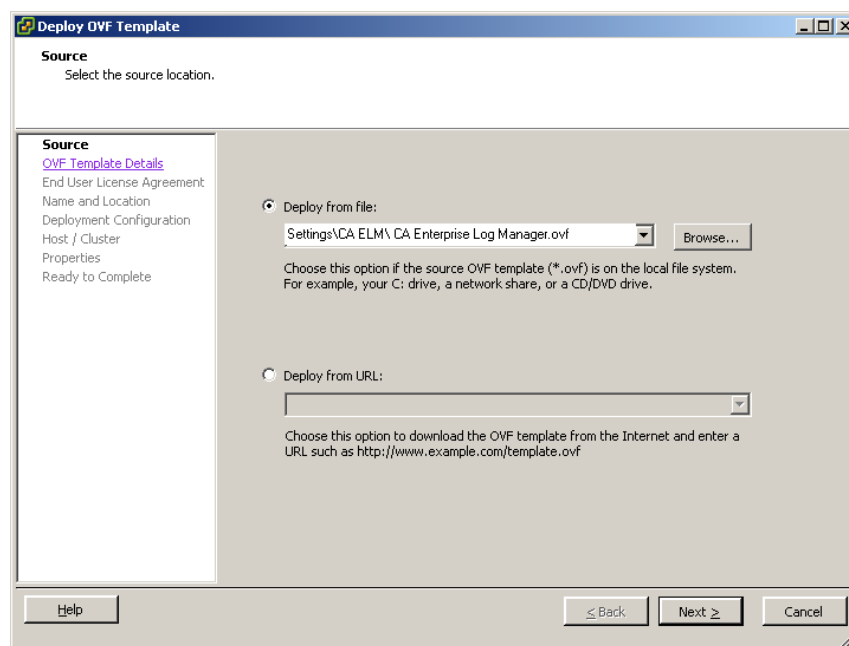 Deploy OVF Template
Source
Select the source location.
Source
OVF Template Details
End User License Agreement
Name and Location
Deployment Configuration
Host / Cluster
Properties
Ready to Complete
Deploy from file:
Settings\CA ELM\ CA Enterprise Log Manager.ovf
Browse...
Choose this option if the source OVF template (*.ovf) is on the local file system.
For example, your C: drive, a network share, or a CD/DVD drive.
Deploy from URL:
Choose this option to download the OVF template from the Internet and enter a
URL such as http://www.example.com/template.ovf
Help
≤ Back
Next ≥
Cancel